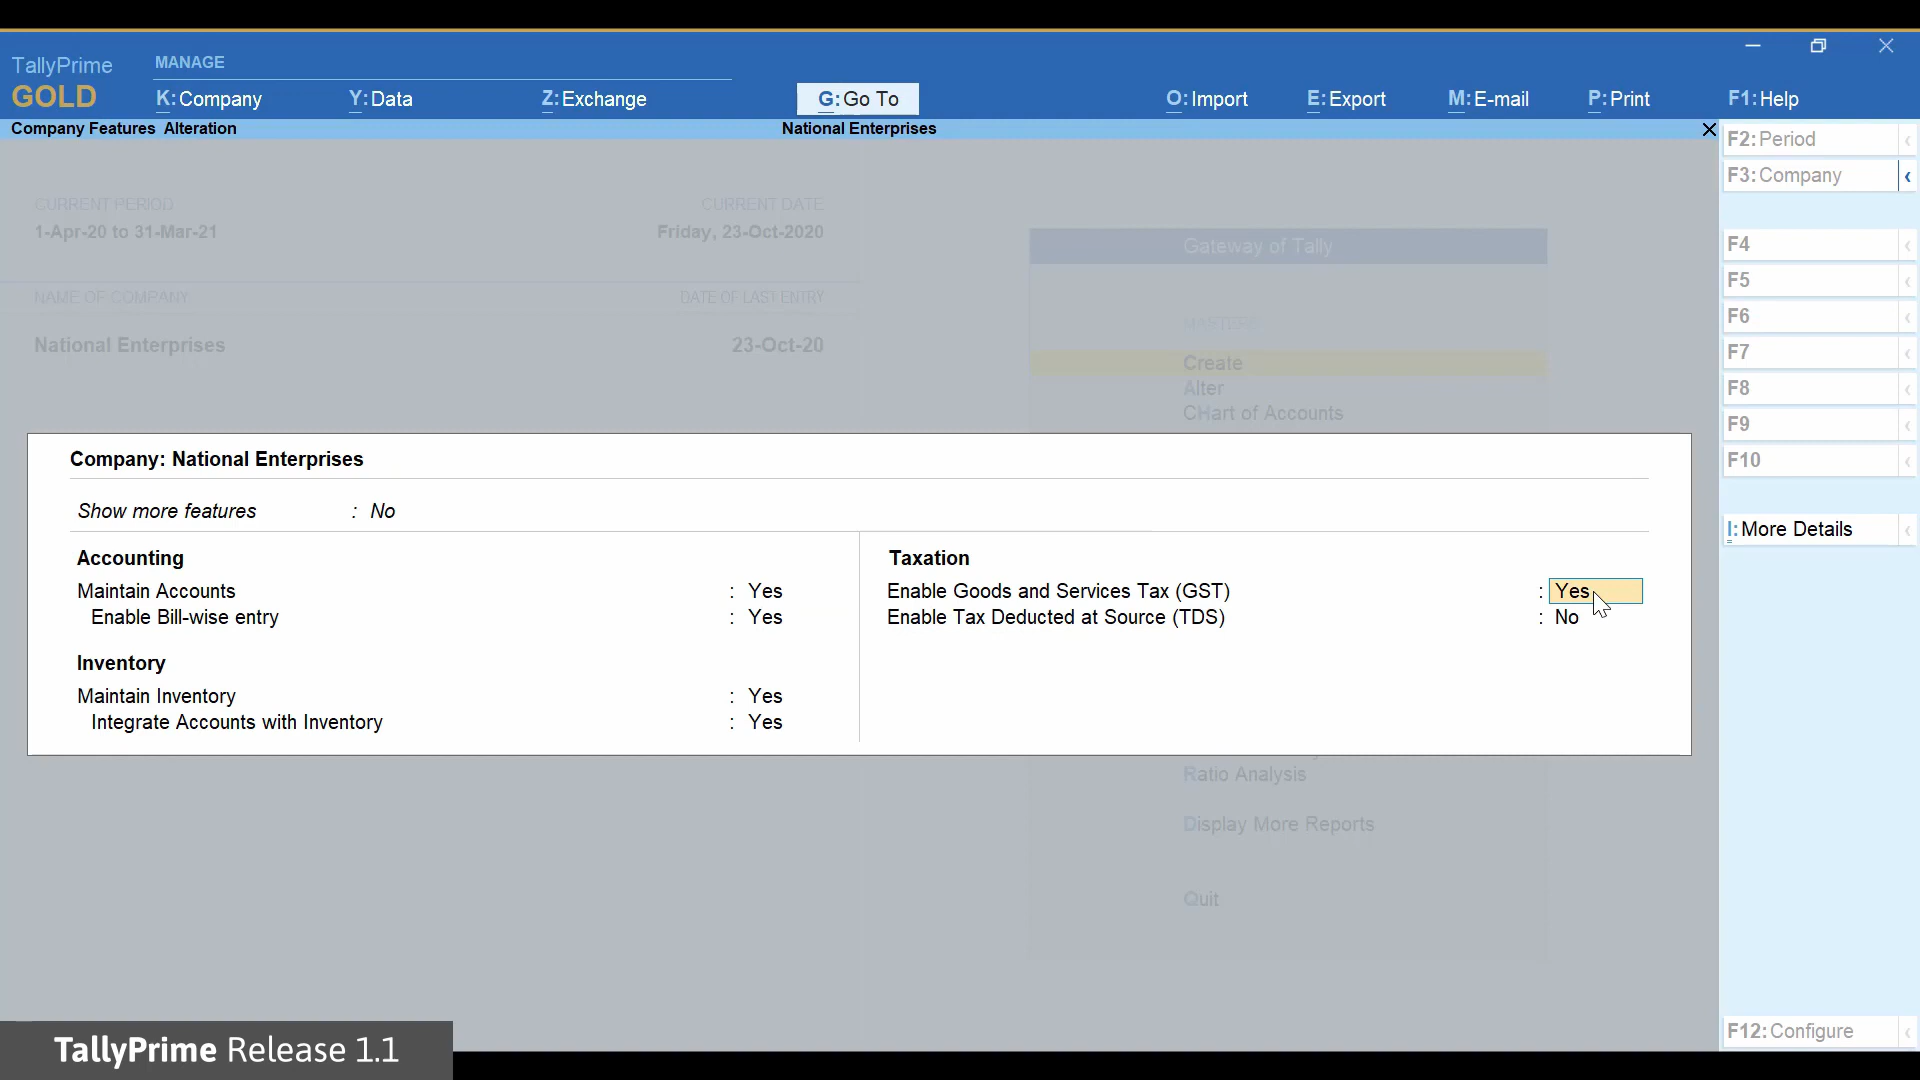 TallyPrime
GOLD
MANAGE
K:Company Y:Data Z:Exchange G:Go To O:Import E:Export M:E-mail P:Print F1:Help
Company Features Alteration National Enterprises
F2:Period
F3:Company
CURRENT PERIOD CURRENT DATE
1-Apr-20 to 31-Mar-21 Friday, 23-Oct-2020
Gateway of Tally
F4
F5
NAME OF COMPANY DATE OF LAST ENTRY
MASTERS
F6
National Enterprises 23-Oct-20
F7
Create
Alter
F8
CHart of Accounts
F9
F10
Company: National Enterprises
Show more features : No
I:More Details
Accounting
Maintain Accounts : Yes
Enable Bill-wise entry : Yes
Inventory
Maintain Inventory : Yes
Integrate Accounts with Inventory : Yes
Taxation
Enable Goods and Services Tax (GST) : Yes
Enable Tax Deducted at Source (TDS) : No
Ratio Analysis
Display More Reports
Quit
F12:Configure
TallyPrime Release 1.1